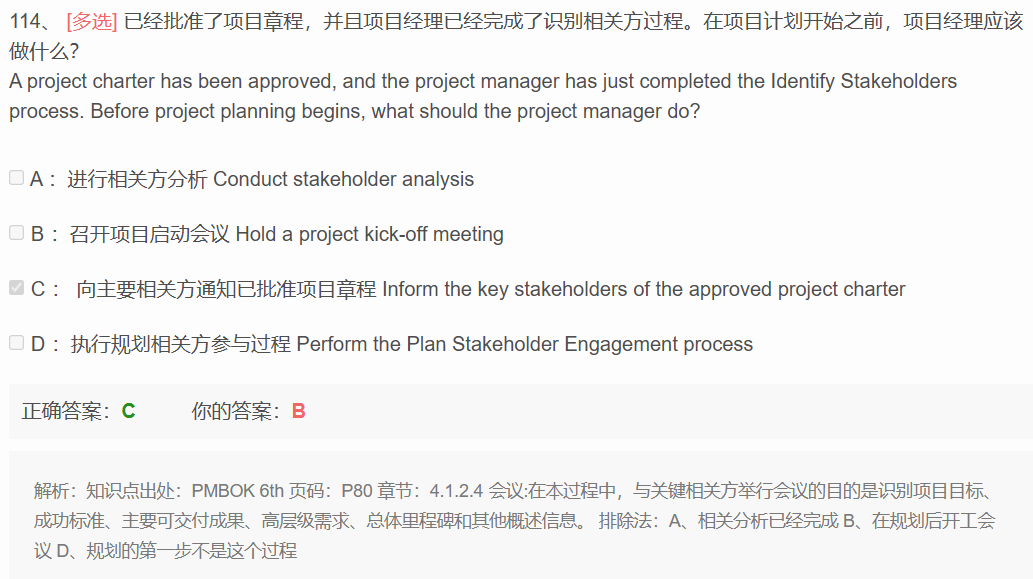 114、 [多选] 已经批准了项目章程，并且项目经理已经完成了识别相关方过程。在项目计划开始之前，项目经理应该
做什么?
A project charter has been approved, and the project manager has just completed the Identify Stakeholders
process. Before project planning begins, what should the project manager do?
A： 进行相关方分析 Conduct stakeholder analysis
B： 召开项目启动会议 Hold a project kick-off meeting
C： 向主要相关方通知已批准项目章程 Inform the key stakeholders of the approved project charter
D： 执行规划相关方参与过程 Perform the Plan Stakeholder Engagement process
正确答案：C 你的答案：B
解析：知识点出处：PMBOK 6th 页码：P80 章节：4.1.2.4 会议:在本过程中，与关键相关方举行会议的目的是识别项目目标、
成功标准、主要可交付成果、高层级需求、总体里程碑和其他概述信息。 排除法：A、相关分析已经完成 B、在规划后开工会
议 D、规划的第一步不是这个过程